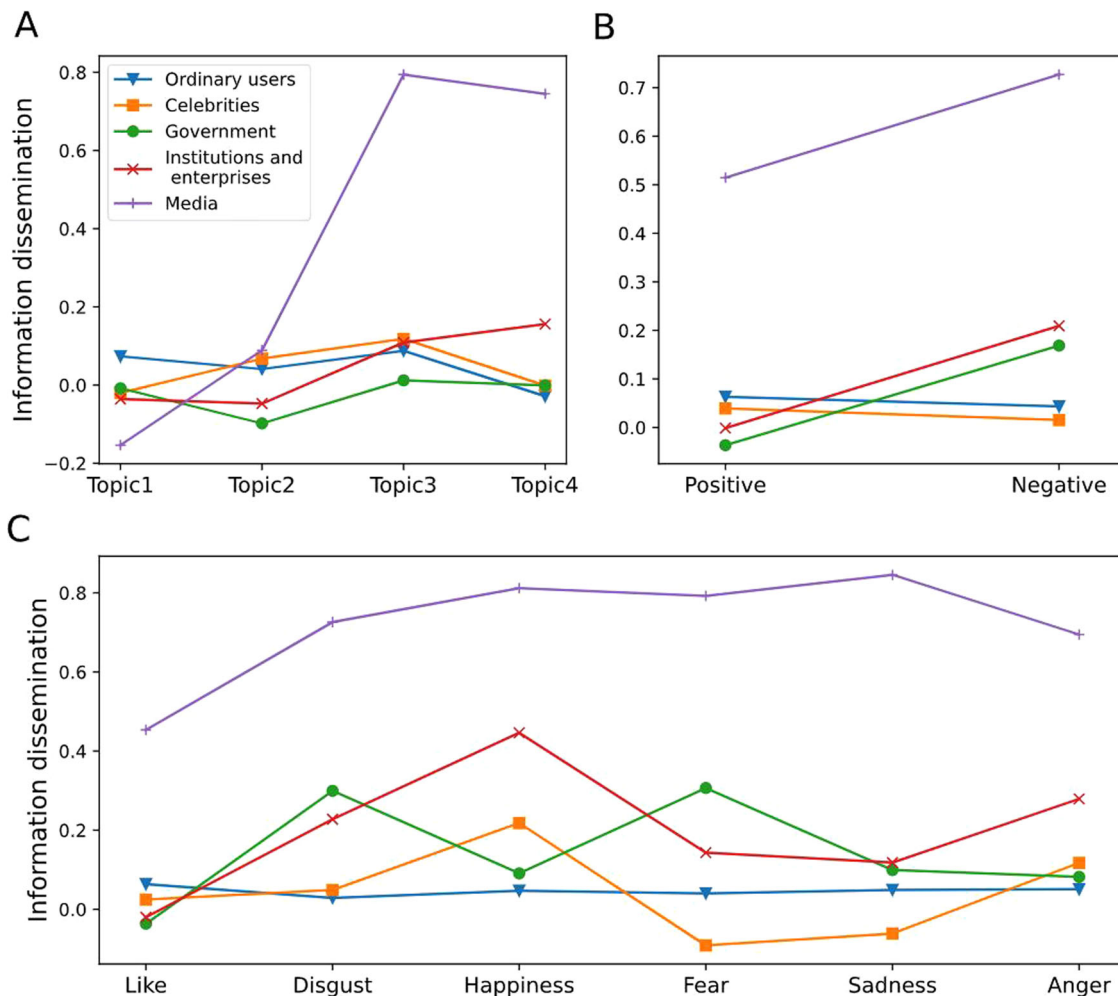 A
Information dissemination
0.8
0.6
0.4
0.2
0.0
−0.2
Ordinary users
Celebrities
Government
Institutions and
enterprises
Media
Topic1 Topic2 Topic3 Topic4
B
0.7
0.6
0.5
0.4
0.3
0.2
0.1
0.0
Positive Negative
C
Information dissemination
0.8
0.6
0.4
0.2
0.0
Like Disgust Happiness Fear Sadness Anger